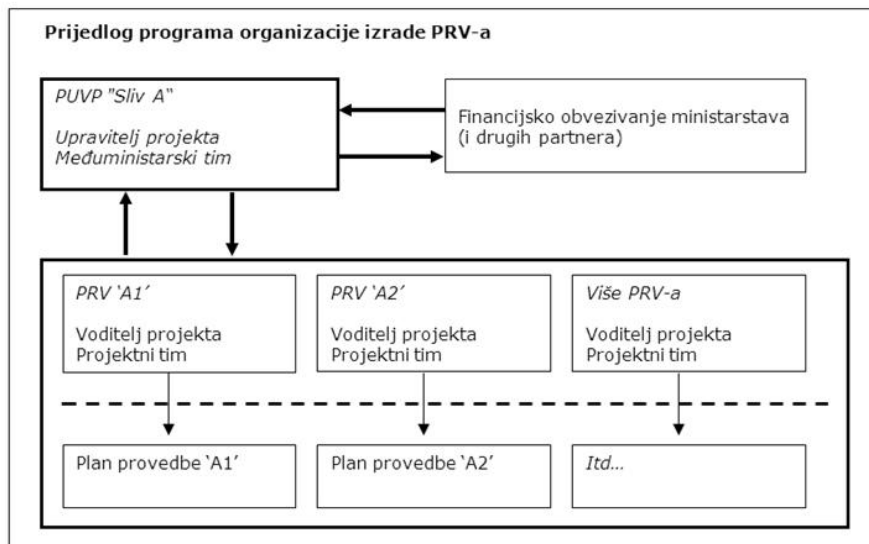 Prijedlog programa organizacije izrade PRV-a
PUVP "Sliv A"
Upravitelj projekta
Međuministarski tim
Financijsko obvezivanje ministarstava
(i drugih partnera)
PRV ‘A1’
Voditelj projekta
Projektni tim
PRV ‘A2’
Voditelj projekta
Projektni tim
Više PRV-a
Voditelj projekta
Projektni tim
Plan provedbe ‘A1’
Plan provedbe ‘A2’
Itd...